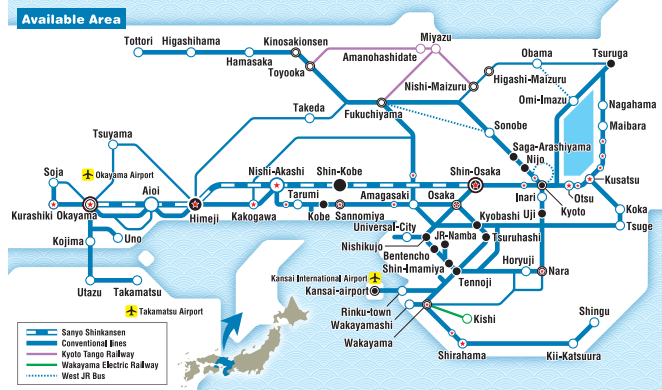 Available Area
Tottori
Higashihama
Kinosakionsen
Hamasaka
Toyooka
Miyazu
Amanohashidate
Nishi-Maizuru
Obama
Tsuruga
Higashi-Maizuru
Omi-Imazu
Nagahama
Maibara
Takeda
Fukuchiyama
Sonobe
Saga-Arashiyama
Nijo
Kusatsu
Tsuyama
Okayama Airport
Soja
Nishi-Akashi
Shin-Kobe
Shin-Osaka
Aioi
Kurashiki
Okayama
Himeji
Kakogawa
Tarumi
Kobe
Sannomiya
Amagasaki
Osaka
Inari
Kyoto
Otsu
Koka
Tsuge
Uji
Kyobashi
Universal-City
JR-Namba
Tsuruhashi
Nishikujo
Bentencho
Shin-Imamiya
Tennoji
Horyuji
Nara
Kojima
Uno
Utazu
Takamatsu
Takamatsu Airport
Kansai International Airport
Kansai-airport
Rinku-town
Wakayamashi
Wakayama
Kishi
Shirahama
Shingu
Kii-Katsuura
Sanyo Shinkansen
Conventional lines
Kyoto Tango Railway
Wakayama Electric Railway
West JR Bus